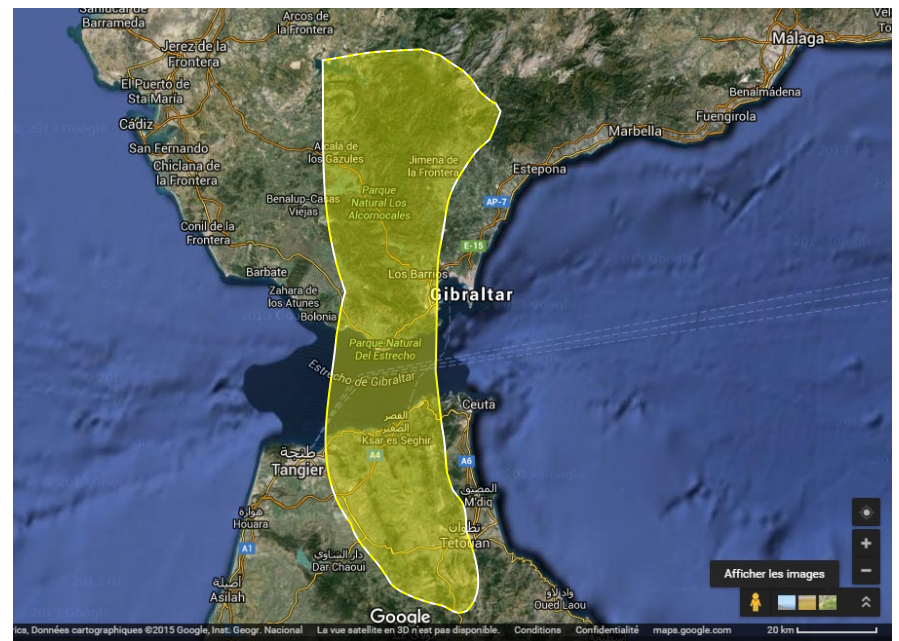 Sanlúcar de
Barrameda
Arcos de
la Frontera
Jerez de la
Frontera
Málaga
Vél
To
El Puerto de
Sta María
Benalmádena
Cádiz
Fuengirola
San Fernando
Marbella
Alcalá de
los Gazules
Jimena de
la Frontera
Chiclana de
la Frontera
Estepona
Parque
Natural Los
Alcornocales
Benalup-Casas
Viejas
AP-7
Conil de la
Frontera
E-15
Barbate
Los Barrios
Zahara de
los Atunes
Gibraltar
Bolonia
Parque Natural
Del Estrecho
Estrecho de Gibraltar
Ceuta
القصر
الصغير
Ksar es Seghir
طنجة
Tangier
A4
A6
المضيق
M'diq
هوارة
Houara
تطوان
Tetouan
A1
دار الشاوي
Dar Chaoui
أصيلة
Asilah
واد لاو
Oued Laou
Afficher les images
Google
rics, Données cartographiques ©2015 Google, Inst. Geogr. Nacional La vue satellite en 3D n'est pas disponible. Conditions Confidentialité maps.google.com 20 km